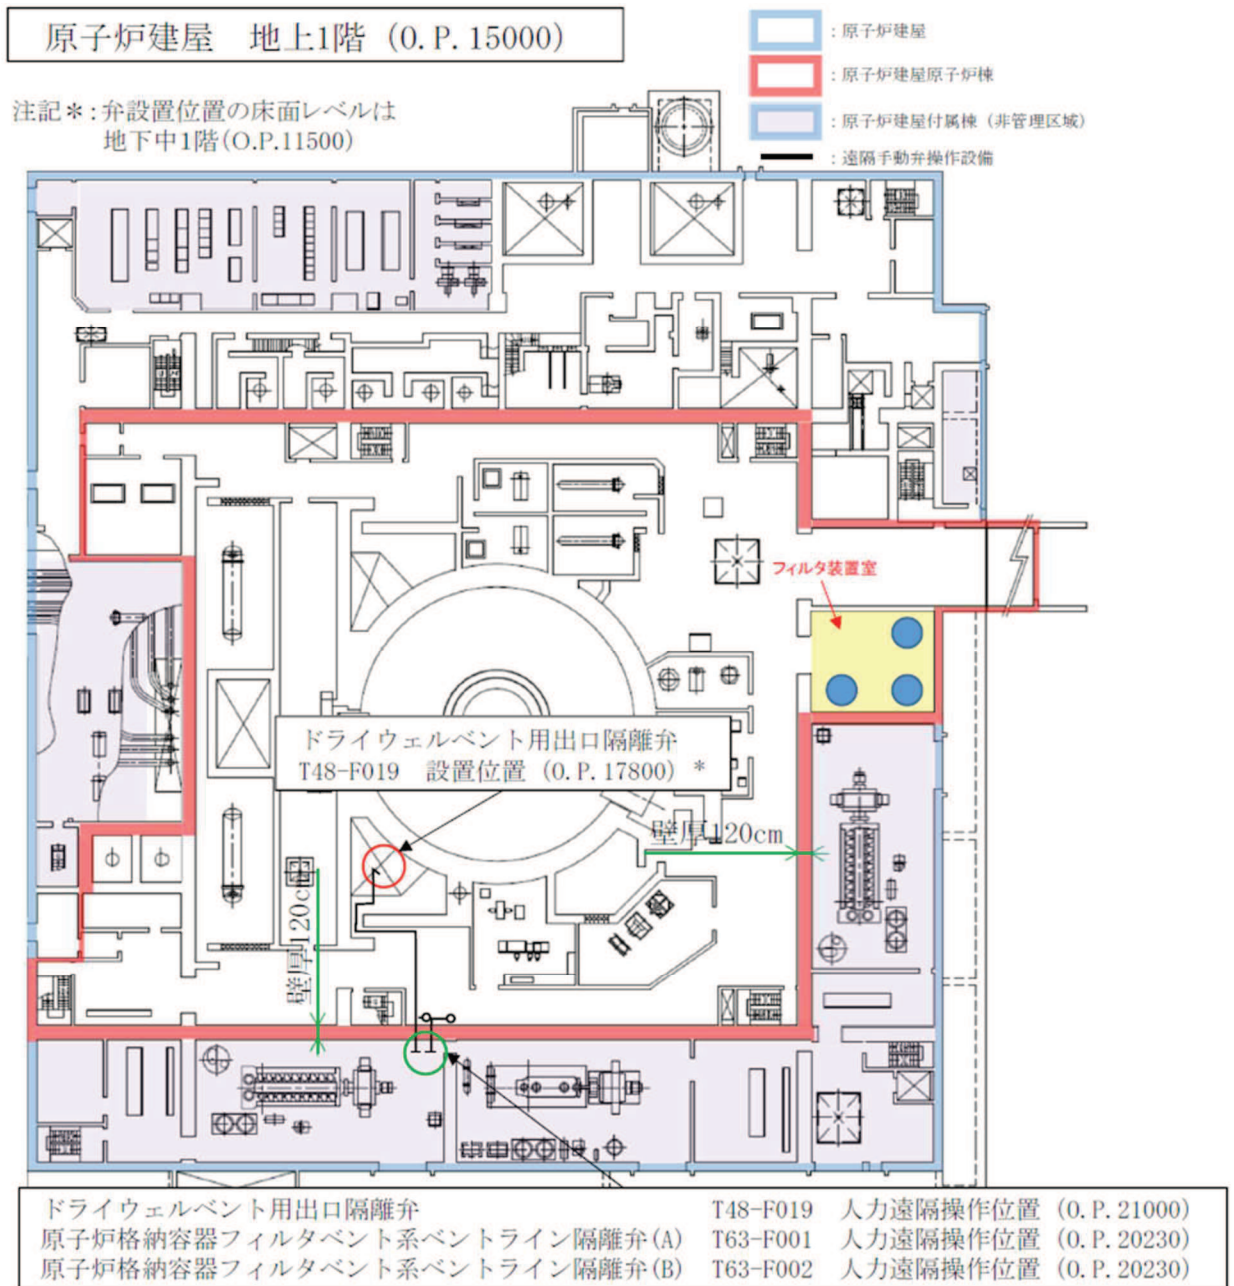 原子炉建屋 地上1階 (O.P.15000)
: 原子炉建屋
: 原子炉建屋原子炉棟
: 原子炉建屋付属棟 (非管理区域)
: 遠隔手動弁操作設備
注記＊:弁設置位置の床面レベルは
地下中1階(O.P.11500)
フィルタ装置室
ドライウェルベント用出口隔離弁
T48-F019 設置位置 (O.P.17800) *
壁厚120cm
壁厚120cm
ドライウェルベント用出口隔離弁 T48-F019 人力遠隔操作位置 (O.P.21000)
原子炉格納容器フィルタベント系ベントライン隔離弁(A) T63-F001 人力遠隔操作位置 (O.P.20230)
原子炉格納容器フィルタベント系ベントライン隔離弁(B) T63-F002 人力遠隔操作位置 (O.P.20230)